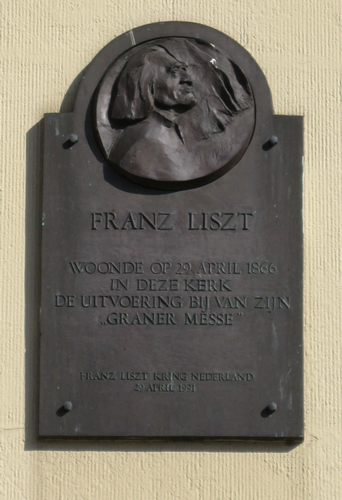 FRANZ LISZT
WOONDE OP 29 APRIL 1866
IN DEZE KERK
DE UITVOERING BIJ VAN ZIJN
„GRANER MESSE"
FRANZ LISZT KRING NEDERLAND
29 APRIL 1991